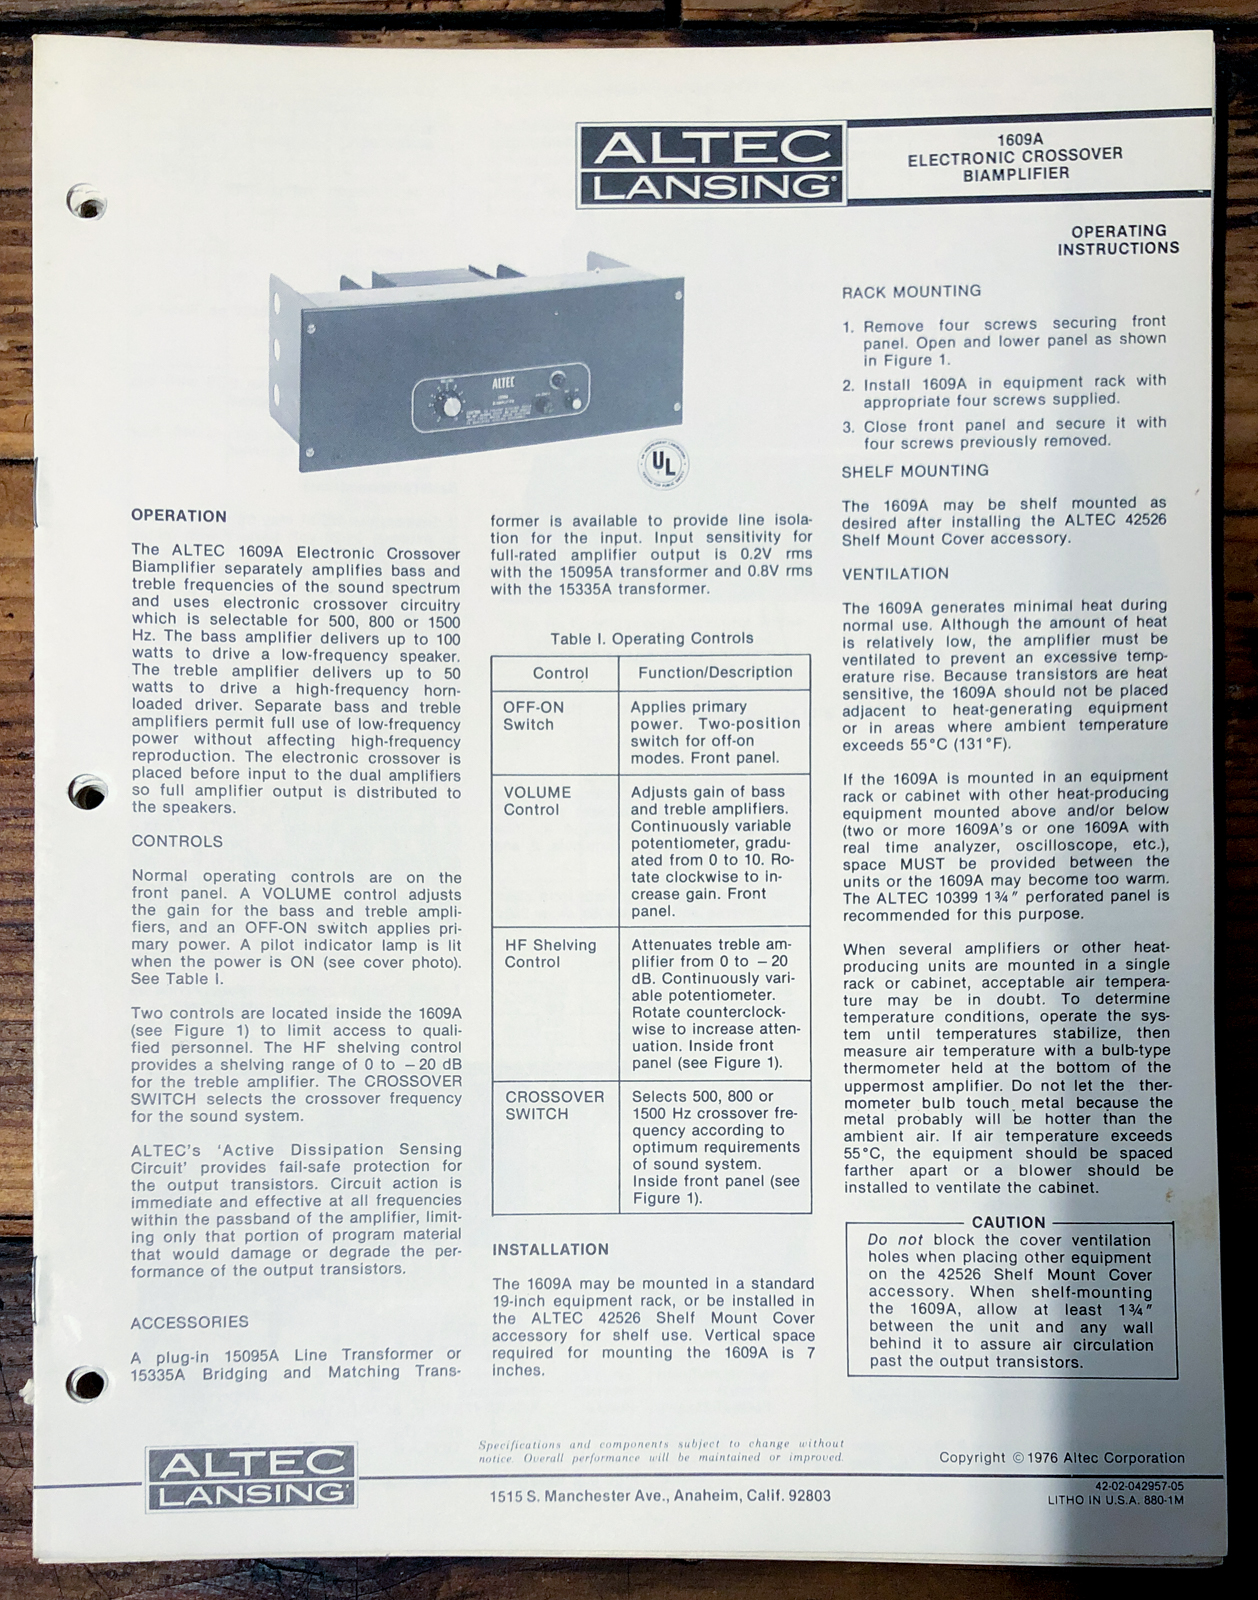 ALTEC
LANSING
1609A
ELECTRONIC CROSSOVER
BIAMPLIFIER
OPERATING
INSTRUCTIONS
ALTEC
UL
OPERATION
The ALTEC 1609A Electronic Crossover
Biamplifier separately amplifies bass and
treble frequencies of the sound spectrum
and uses electronic crossover circuitry
which is selectable for 500, 800 or 1500
Hz. The bass amplifier delivers up to 100
watts to drive a low-frequency speaker.
The treble amplifier delivers up to 50
watts to drive a high-frequency horn-
loaded driver. Separate bass and treble
amplifiers permit full use of low-frequency
power without affecting high-frequency
reproduction. The electronic crossover is
placed before input to the dual amplifiers
so full amplifier output is distributed to
the speakers.
CONTROLS
Normal operating controls are on the
front panel. A VOLUME control adjusts
the gain for the bass and treble ampli-
fiers, and an OFF-ON switch applies pri-
mary power. A pilot indicator lamp is lit
when the power is ON (see cover photo).
See Table I.
Two controls are located inside the 1609A
(see Figure 1) to limit access to quali-
fied personnel. The HF shelving control
provides a shelving range of 0 to – 20 dB
for the treble amplifier. The CROSSOVER
SWITCH selects the crossover frequency
for the sound system.
ALTEC's 'Active Dissipation Sensing
Circuit' provides fail-safe protection for
the output transistors. Circuit action is
immediate and effective at all frequencies
within the passband of the amplifier, limit-
ing only that portion of program material
that would damage or degrade the per-
formance of the output transistors.
ACCESSORIES
A plug-in 15095A Line Transformer or
15335A Bridging and Matching Trans-
former is available to provide line isola-
tion for the input. Input sensitivity for
full-rated amplifier output is 0.2V rms
with the 15095A transformer and 0.8V rms
with the 15335A transformer.
Table I. Operating Controls
Control Function/Description
OFF-ON
Switch
Applies primary
power. Two-position
switch for off-on
modes. Front panel.
VOLUME
Control
Adjusts gain of bass
and treble amplifiers.
Continuously variable
potentiometer, gradu-
ated from 0 to 10. Ro-
tate clockwise to in-
crease gain. Front
panel.
HF Shelving
Control
Attenuates treble am-
plifier from 0 to – 20
dB. Continuously vari-
able potentiometer.
Rotate counterclock-
wise to increase atten-
uation. Inside front
panel (see Figure 1).
CROSSOVER
SWITCH
Selects 500, 800 or
1500 Hz crossover fre-
quency according to
optimum requirements
of sound system.
Inside front panel (see
Figure 1).
INSTALLATION
The 1609A may be mounted in a standard
19-inch equipment rack, or be installed in
the ALTEC 42526 Shelf Mount Cover
accessory for shelf use. Vertical space
required for mounting the 1609A is 7
inches.
RACK MOUNTING
1. Remove four screws securing front
panel. Open and lower panel as shown
in Figure 1.
2. Install 1609A in equipment rack with
appropriate four screws supplied.
3. Close front panel and secure it with
four screws previously removed.
SHELF MOUNTING
The 1609A may be shelf mounted as
desired after installing the ALTEC 42526
Shelf Mount Cover accessory.
VENTILATION
The 1609A generates minimal heat during
normal use. Although the amount of heat
is relatively low, the amplifier must be
ventilated to prevent an excessive temp-
erature rise. Because transistors are heat
sensitive, the 1609A should not be placed
adjacent to heat-generating equipment
or in areas where ambient temperature
exceeds 55°C (131°F).
If the 1609A is mounted in an equipment
rack or cabinet with other heat-producing
equipment mounted above and/or below
(two or more 1609A's or one 1609A with
real time analyzer, oscilloscope, etc.),
space MUST be provided between the
units or the 1609A may become too warm.
The ALTEC 10399 1¾" perforated panel is
recommended for this purpose.
When several amplifiers or other heat-
producing units are mounted in a single
rack or cabinet, acceptable air tempera-
ture may be in doubt. To determine
temperature conditions, operate the sys-
tem until temperatures stabilize, then
measure air temperature with a bulb-type
thermometer held at the bottom of the
uppermost amplifier. Do not let the ther-
mometer bulb touch metal because the
metal probably will be hotter than the
ambient air. If air temperature exceeds
55°C, the equipment should be spaced
farther apart or a blower should be
installed to ventilate the cabinet.
CAUTION
Do not block the cover ventilation
holes when placing other equipment
on the 42526 Shelf Mount Cover
accessory. When shelf-mounting
the 1609A, allow at least 1¾"
between the unit and any wall
behind it to assure air circulation
past the output transistors.
ALTEC
LANSING
Specifications and components subject to change without
notice. Overall performance will be maintained or improved.
1515 S. Manchester Ave., Anaheim, Calif. 92803
Copyright ©1976 Altec Corporation
42-02-042957-05
LITHO IN U.S.A. 880-1M